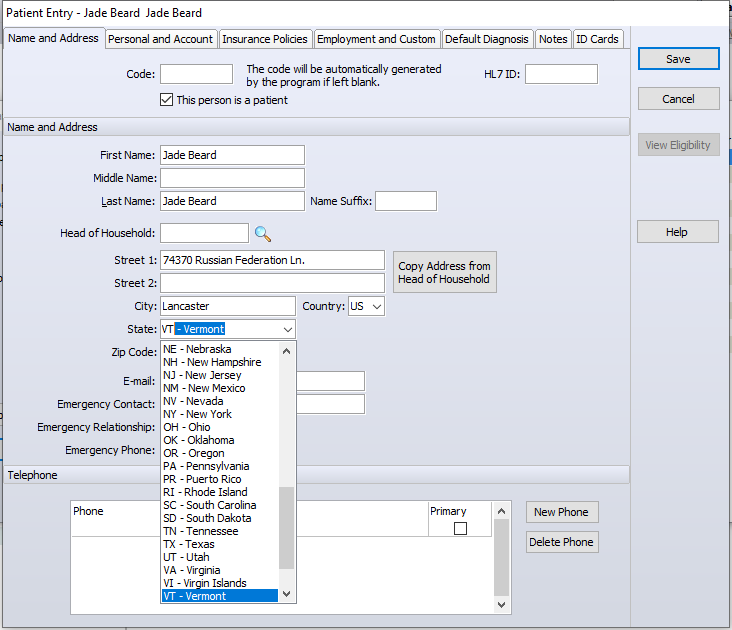 Patient Entry - Jade Beard  Jade Beard
Name and Address
Personal and Account
Insurance Policies
Employment and Custom
Default Diagnosis
Notes
ID Cards
Code:
The code will be automatically generated
by the program if left blank.
HL7 ID:
This person is a patient
Save
Cancel
View Eligibility
Help
Name and Address
First Name: Jade Beard
Middle Name:
Last Name: Jade Beard
Name Suffix:
Head of Household:
Street 1: 74370 Russian Federation Ln.
Street 2:
Copy Address from
Head of Household
City: Lancaster
Country: US
State: VT - Vermont
Zip Code:
E-mail:
Emergency Contact:
Emergency Relationship:
Emergency Phone:
NE - Nebraska
NH - New Hampshire
NJ - New Jersey
NM - New Mexico
NV - Nevada
NY - New York
OH - Ohio
OK - Oklahoma
OR - Oregon
PA - Pennsylvania
PR - Puerto Rico
RI - Rhode Island
SC - South Carolina
SD - South Dakota
TN - Tennessee
TX - Texas
UT - Utah
VA - Virginia
VI - Virgin Islands
VT - Vermont
Telephone
Phone
Primary
New Phone
Delete Phone